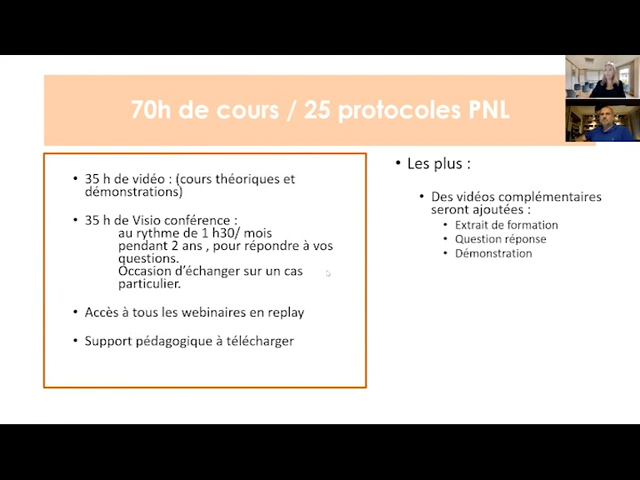 70h de cours / 25 protocoles PNL
• 35 h de vidéo : (cours théoriques et
démonstrations)
• 35 h de Visio conférence :
au rythme de 1 h30/ mois
pendant 2 ans , pour répondre à vos
questions.
Occasion d'échanger sur un cas
particulier.
• Accès à tous les webinaires en replay
• Support pédagogique à télécharger
• Les plus :
• Des vidéos complémentaires
seront ajoutées :
• Extrait de formation
• Question réponse
• Démonstration